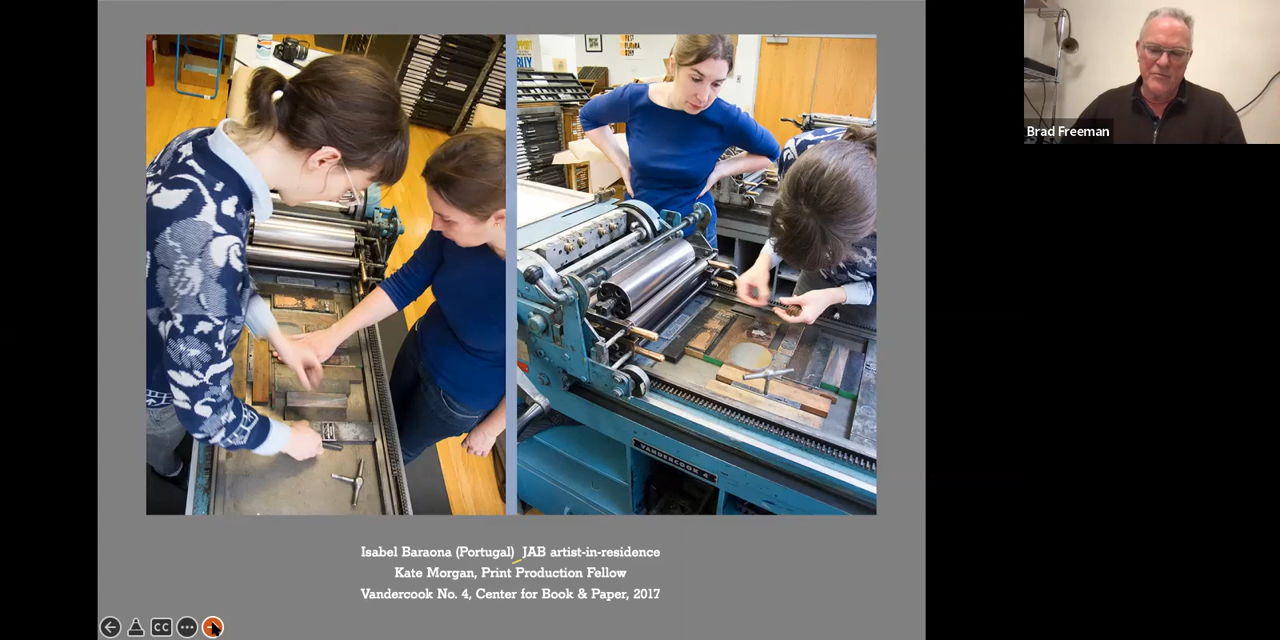 Isabel Baraona (Portugal) JAB artist-in-residence
Kate Morgan, Print Production Fellow
Vandercook No. 4, Center for Book & Paper, 2017
VANDERCOOK 4
Brad Freeman
CC